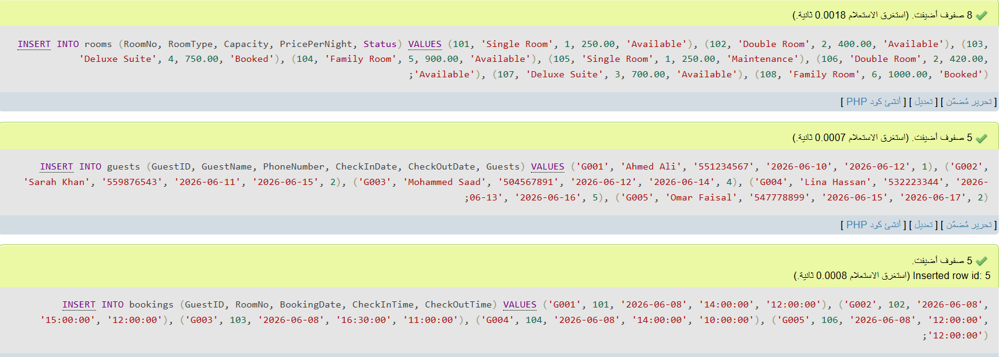 8 صفوف أضيفت. (استغرق الاستعلام 0.0018 ثانية.)
INSERT INTO rooms (RoomNo, RoomType, Capacity, PricePerNight, Status) VALUES (101, 'Single Room', 1, 250.00, 'Available'), (102, 'Double Room', 2, 400.00, 'Available'), (103,
'Deluxe Suite', 4, 750.00, 'Booked'), (104, 'Family Room', 5, 900.00, 'Available'), (105, 'Single Room', 1, 250.00, 'Maintenance'), (106, 'Double Room', 2, 420.00,
;'Available'), (107, 'Deluxe Suite', 3, 700.00, 'Available'), (108, 'Family Room', 6, 1000.00, 'Booked')
[ تحرير مُضمّن ] [ تعديل ] [ أنشئ كود PHP ]
5 صفوف أضيفت. (استغرق الاستعلام 0.0007 ثانية.)
INSERT INTO guests (GuestID, GuestName, PhoneNumber, CheckInDate, CheckOutDate, Guests) VALUES ('G001', 'Ahmed Ali', '551234567', '2026-06-10', '2026-06-12', 1), ('G002',
'Sarah Khan', '559876543', '2026-06-11', '2026-06-15', 2), ('G003', 'Mohammed Saad', '504567891', '2026-06-12', '2026-06-14', 4), ('G004', 'Lina Hassan', '532223344', '2026-
;06-13', '2026-06-16', 5), ('G005', 'Omar Faisal', '547778899', '2026-06-15', '2026-06-17', 2)
[ تحرير مُضمّن ] [ تعديل ] [ أنشئ كود PHP ]
5 صفوف أضيفت.
Inserted row id: 5 (استغرق الاستعلام 0.0008 ثانية.)
INSERT INTO bookings (GuestID, RoomNo, BookingDate, CheckInTime, CheckOutTime) VALUES ('G001', 101, '2026-06-08', '14:00:00', '12:00:00'), ('G002', 102, '2026-06-08',
'15:00:00', '12:00:00'), ('G003', 103, '2026-06-08', '16:30:00', '11:00:00'), ('G004', 104, '2026-06-08', '14:00:00', '10:00:00'), ('G005', 106, '2026-06-08', '12:00:00',
;'12:00:00')